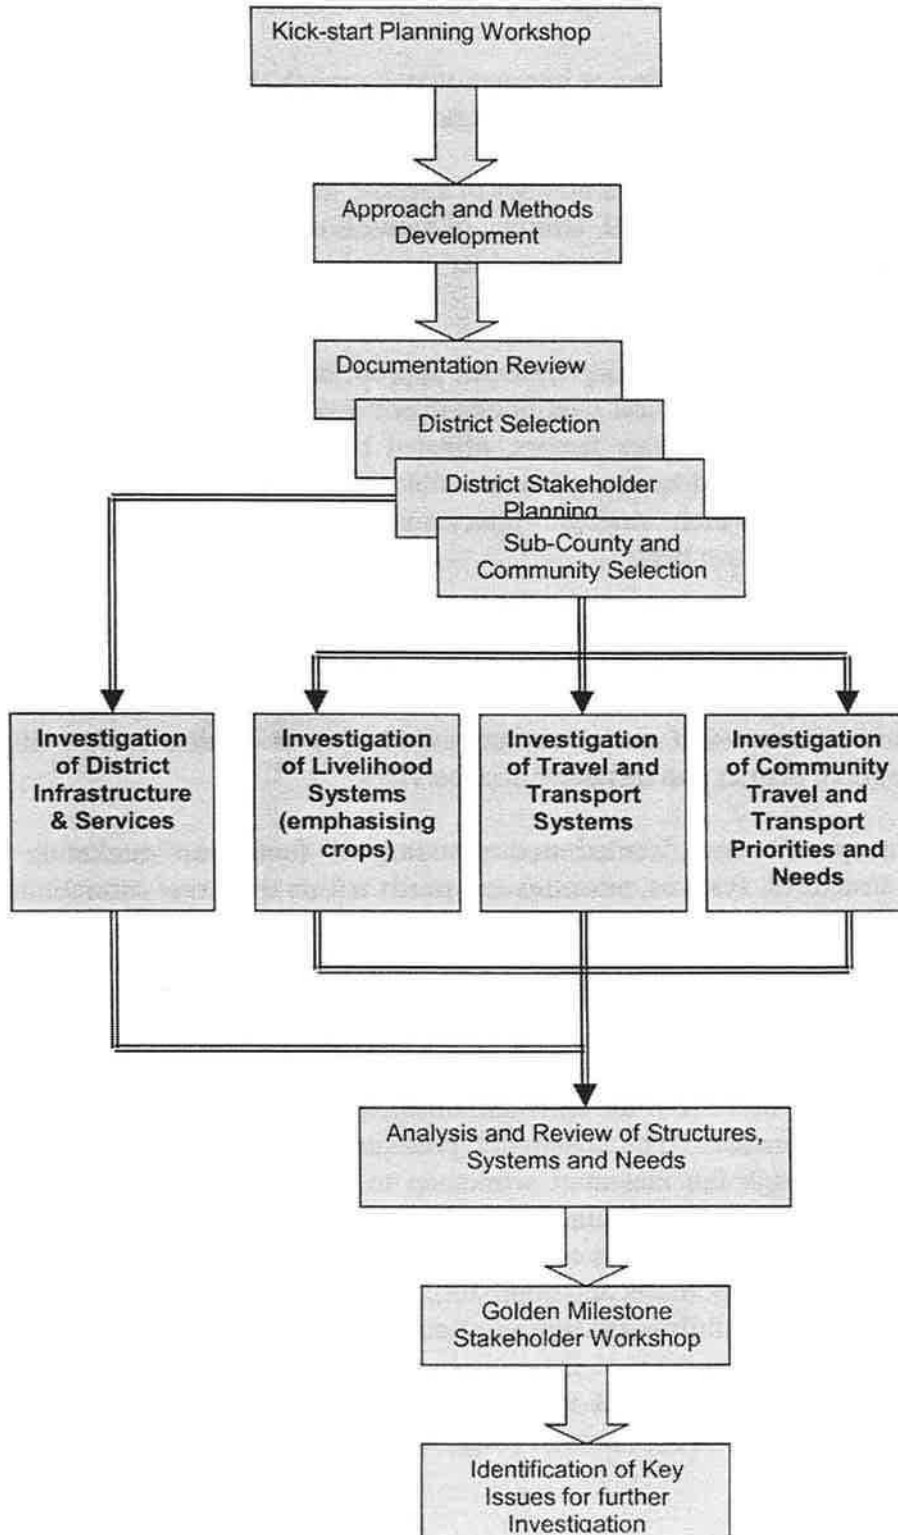 Kick-start Planning Workshop
Approach and Methods
Development
Documentation Review
District Selection
District Stakeholder
Planning
Sub-County and
Community Selection
Investigation
of District
Infrastructure
& Services
Investigation
of Livelihood
Systems
(emphasising
crops)
Investigation
of Travel and
Transport
Systems
Investigation
of Community
Travel and
Transport
Priorities and
Needs
Analysis and Review of Structures,
Systems and Needs
Golden Milestone
Stakeholder Workshop
Identification of Key
Issues for further
Investigation